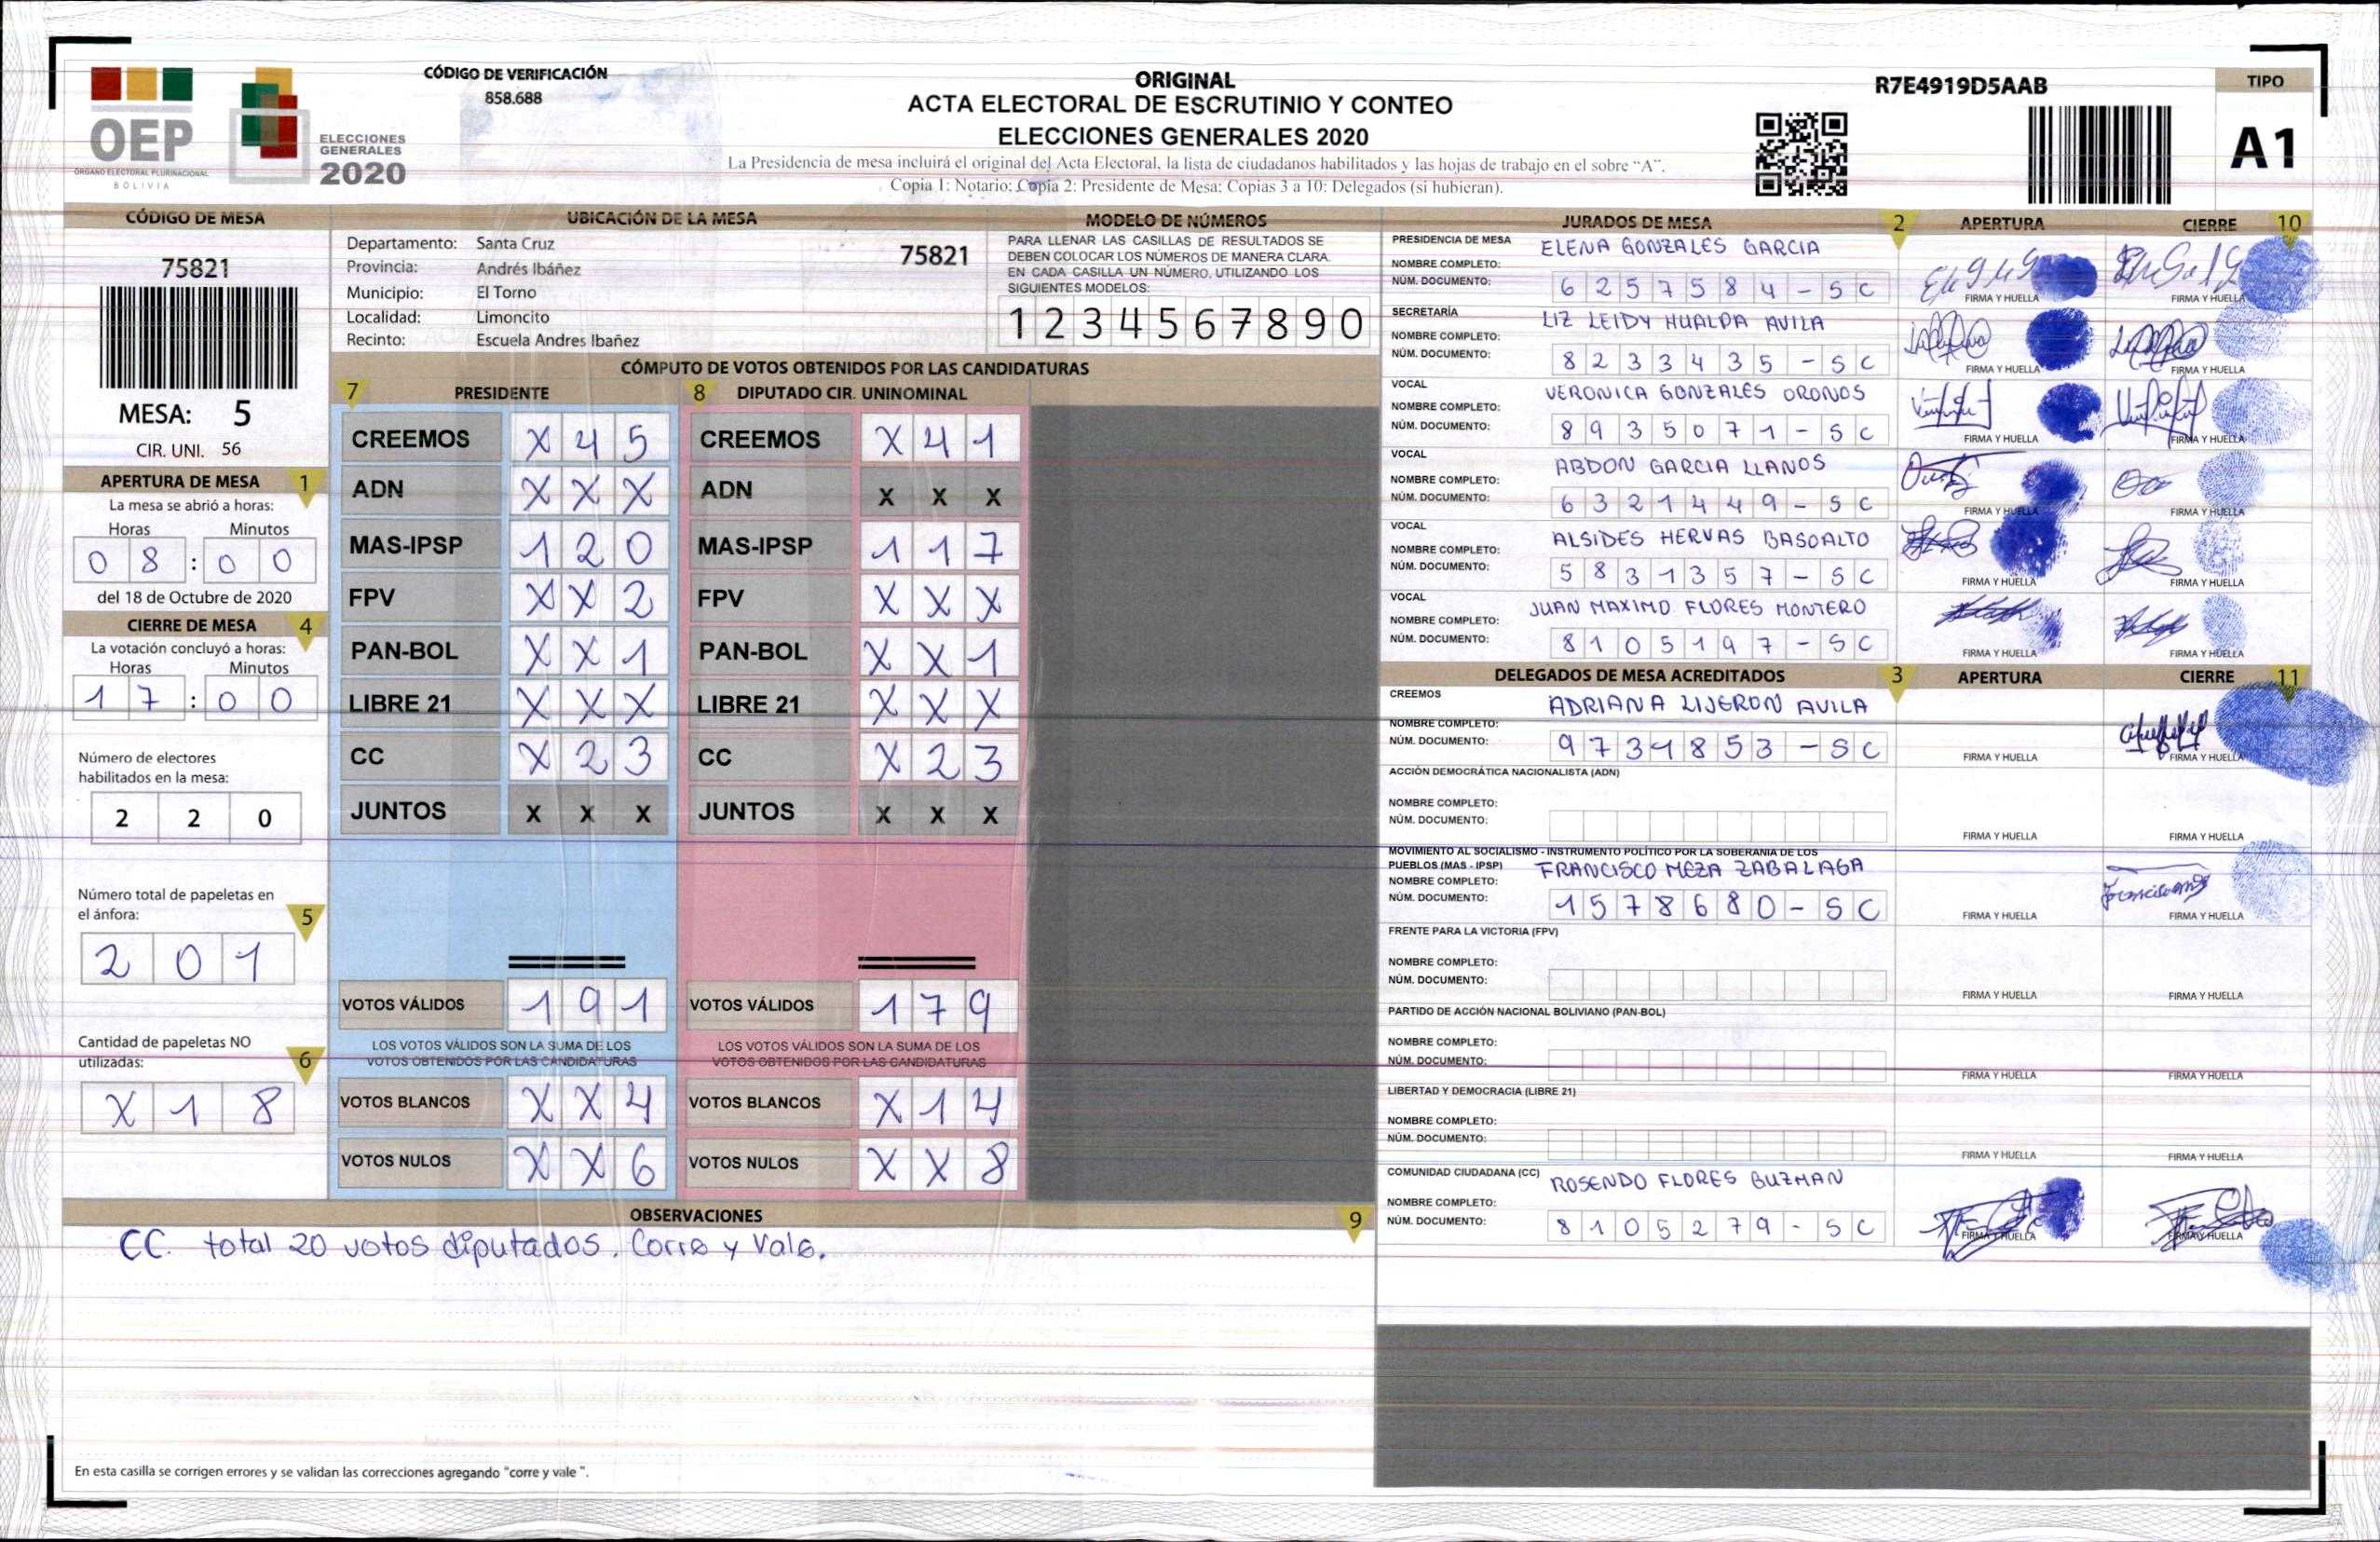 OEP
ÓRGANO ELECTORAL PLURINACIONAL
BOLIVIA
ELECCIONES
GENERALES
2020
CÓDIGO DE VERIFICACIÓN
858.688
ORIGINAL
ACTA ELECTORAL DE ESCRUTINIO Y CONTEO
ELECCIONES GENERALES 2020
La Presidencia de mesa incluirá el original del Acta Electoral, la lista de ciudadanos habilitados y las hojas de trabajo en el sobre “A”.
Copia 1: Notario; Copia 2: Presidente de Mesa; Copias 3 a 10: Delegados (si hubieran).
R7E4919D5AAB
TIPO
A1
CÓDIGO DE MESA
75821
MESA: 5
CIR. UNI. 56
APERTURA DE MESA 1
La mesa se abrió a horas:
Horas Minutos
0 8 : 0 0
del 18 de Octubre de 2020
CIERRE DE MESA 4
La votación concluyó a horas:
Horas Minutos
1 7 : 0 0
Número de electores
habilitados en la mesa:
2 2 0
Número total de papeletas en
el ánfora: 5
2 0 1
Cantidad de papeletas NO
utilizadas: 6
X 1 8
UBICACIÓN DE LA MESA
Departamento: Santa Cruz 75821
Provincia: Andrés Ibáñez
Municipio: El Torno
Localidad: Limoncito
Recinto: Escuela Andres Ibañez
MODELO DE NÚMEROS
PARA LLENAR LAS CASILLAS DE RESULTADOS SE
DEBEN COLOCAR LOS NÚMEROS DE MANERA CLARA.
EN CADA CASILLA UN NÚMERO, UTILIZANDO LOS
SIGUIENTES MODELOS:
1 2 3 4 5 6 7 8 9 0
CÓMPUTO DE VOTOS OBTENIDOS POR LAS CANDIDATURAS
7 PRESIDENTE 8 DIPUTADO CIR. UNINOMINAL
CREEMOS X 4 5 CREEMOS X 4 1
ADN X X X ADN X X X
MAS-IPSP 1 2 0 MAS-IPSP 1 1 7
FPV X X 2 FPV X X X
PAN-BOL X X 1 PAN-BOL X X 1
LIBRE 21 X X X LIBRE 21 X X X
CC X 2 3 CC X 2 3
JUNTOS X X X JUNTOS X X X
VOTOS VÁLIDOS 1 9 1 VOTOS VÁLIDOS 1 7 9
LOS VOTOS VÁLIDOS SON LA SUMA DE LOS LOS VOTOS VÁLIDOS SON LA SUMA DE LOS
VOTOS OBTENIDOS POR LAS CANDIDATURAS VOTOS OBTENIDOS POR LAS CANDIDATURAS
VOTOS BLANCOS X X 4 VOTOS BLANCOS X 1 4
VOTOS NULOS X X 6 VOTOS NULOS X X 8
OBSERVACIONES 9
CC. total 20 votos diputados. Corre y Vale.
En esta casilla se corrigen errores y se validan las correcciones agregando "corre y vale ".
JURADOS DE MESA 2 APERTURA CIERRE 10
PRESIDENCIA DE MESA ELENA GONZALES GARCIA
NOMBRE COMPLETO:
NÚM. DOCUMENTO: 6 2 5 7 5 8 4 - S C
FIRMA Y HUELLA FIRMA Y HUELLA
SECRETARÍA LIZ LEIDY HUALPA AVILA
NOMBRE COMPLETO:
NÚM. DOCUMENTO: 8 2 3 3 4 3 5 - S C
FIRMA Y HUELLA FIRMA Y HUELLA
VOCAL VERONICA GONZALES ORONOS
NOMBRE COMPLETO:
NÚM. DOCUMENTO: 8 9 3 5 0 7 1 - S C
FIRMA Y HUELLA FIRMA Y HUELLA
VOCAL ABDON GARCIA LLANOS
NOMBRE COMPLETO:
NÚM. DOCUMENTO: 6 3 2 1 4 4 9 - S C
FIRMA Y HUELLA FIRMA Y HUELLA
VOCAL ALSIDES HERVAS BASOALTO
NOMBRE COMPLETO:
NÚM. DOCUMENTO: 5 8 3 1 3 5 7 - S C
FIRMA Y HUELLA FIRMA Y HUELLA
VOCAL JUAN MAXIMO FLORES MONTERO
NOMBRE COMPLETO:
NÚM. DOCUMENTO: 8 1 0 5 1 9 7 - S C
FIRMA Y HUELLA FIRMA Y HUELLA
DELEGADOS DE MESA ACREDITADOS 3 APERTURA CIERRE 11
CREEMOS ADRIANA LIJERON AVILA
NOMBRE COMPLETO:
NÚM. DOCUMENTO: 9 7 3 1 8 5 3 - S C
FIRMA Y HUELLA FIRMA Y HUELLA
ACCIÓN DEMOCRÁTICA NACIONALISTA (ADN)
NOMBRE COMPLETO:
NÚM. DOCUMENTO:
FIRMA Y HUELLA FIRMA Y HUELLA
MOVIMIENTO AL SOCIALISMO - INSTRUMENTO POLÍTICO POR LA SOBERANÍA DE LOS
PUEBLOS (MAS - IPSP) FRANCISCO MEZA ZABALAGA
NOMBRE COMPLETO:
NÚM. DOCUMENTO: 1 5 7 8 6 8 0 - S C
FIRMA Y HUELLA FIRMA Y HUELLA
FRENTE PARA LA VICTORIA (FPV)
NOMBRE COMPLETO:
NÚM. DOCUMENTO:
FIRMA Y HUELLA FIRMA Y HUELLA
PARTIDO DE ACCIÓN NACIONAL BOLIVIANO (PAN-BOL)
NOMBRE COMPLETO:
NÚM. DOCUMENTO:
FIRMA Y HUELLA FIRMA Y HUELLA
LIBERTAD Y DEMOCRACIA (LIBRE 21)
NOMBRE COMPLETO:
NÚM. DOCUMENTO:
FIRMA Y HUELLA FIRMA Y HUELLA
COMUNIDAD CIUDADANA (CC) ROSENDO FLORES GUZMAN
NOMBRE COMPLETO:
NÚM. DOCUMENTO: 8 1 0 5 2 7 9 - S C
FIRMA Y HUELLA FIRMA Y HUELLA